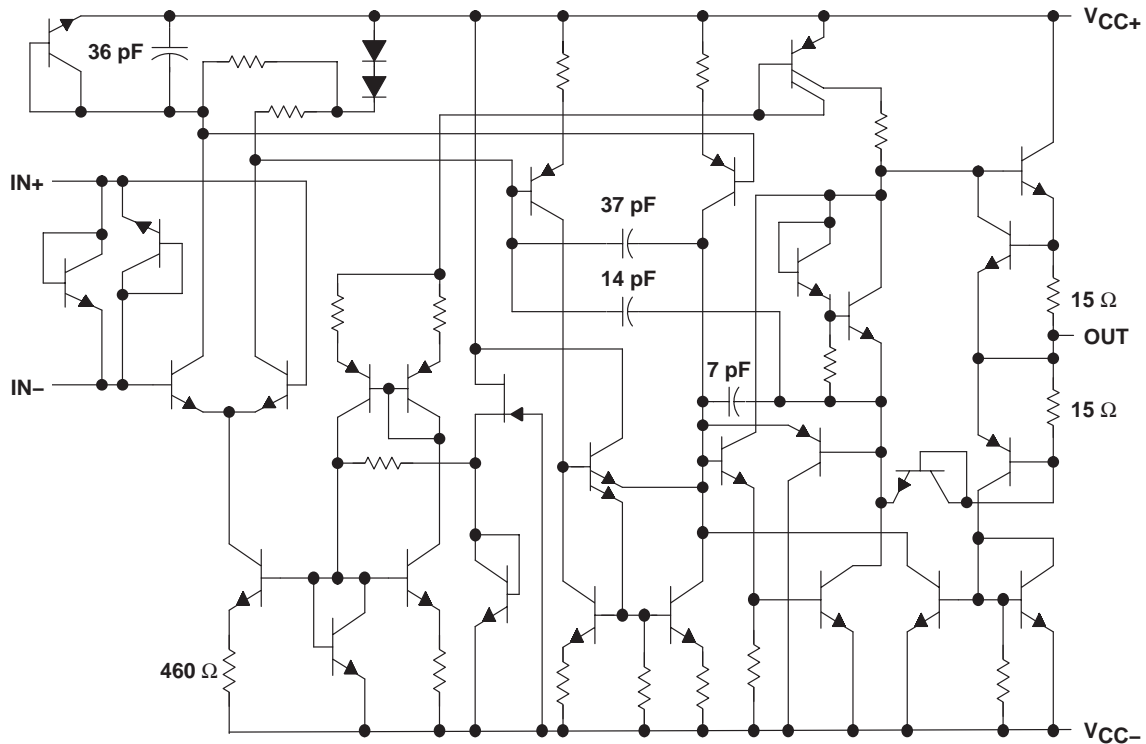 VCC+
36 pF
IN+
37 pF
14 pF
15 Ω
OUT
IN−
7 pF
15 Ω
460 Ω
VCC−